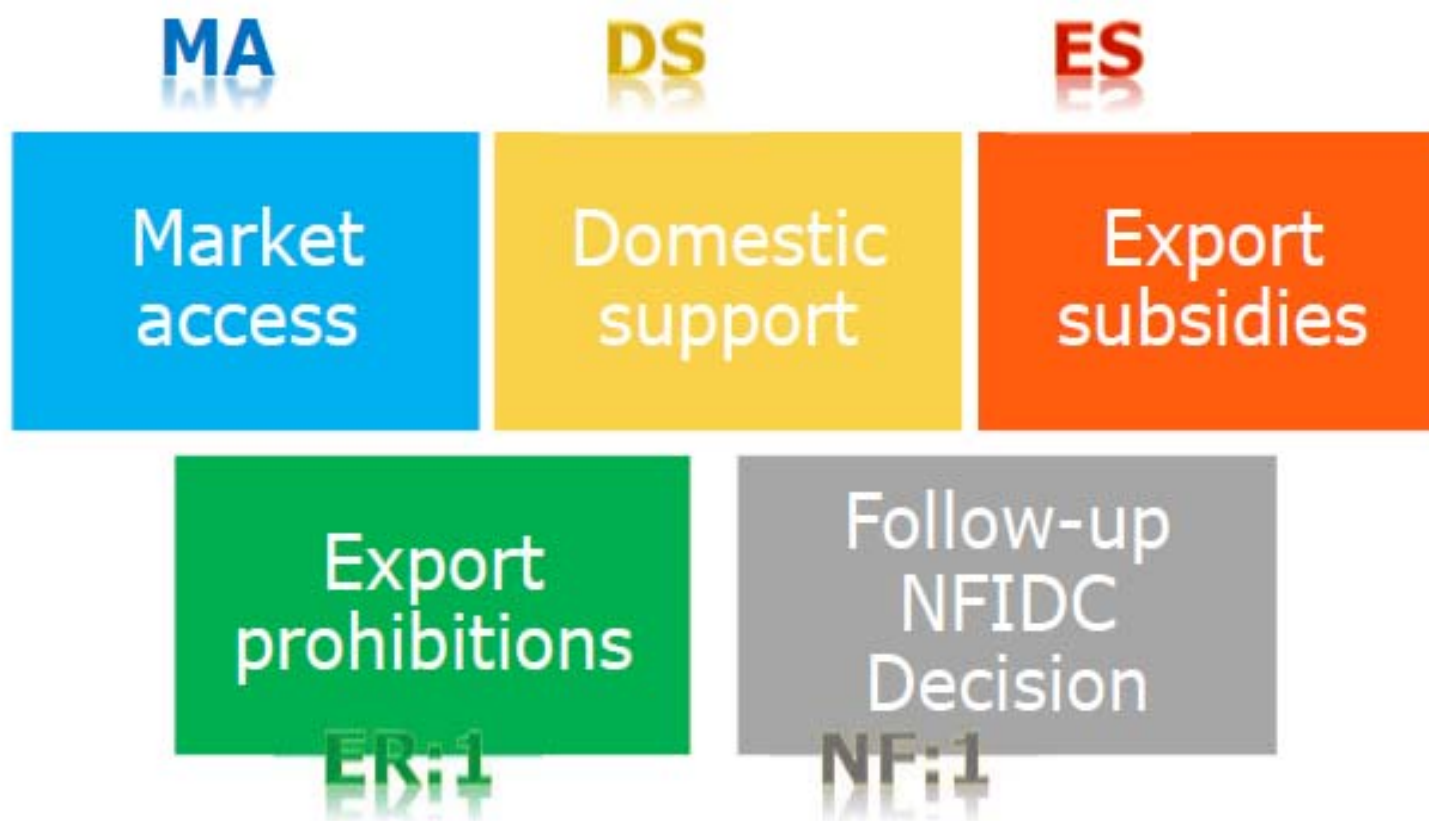 MA
DS
ES
Market
access
Domestic
support
Export
subsidies
Export
prohibitions
ER:1
Follow-up
NFIDC
Decision
NF:1